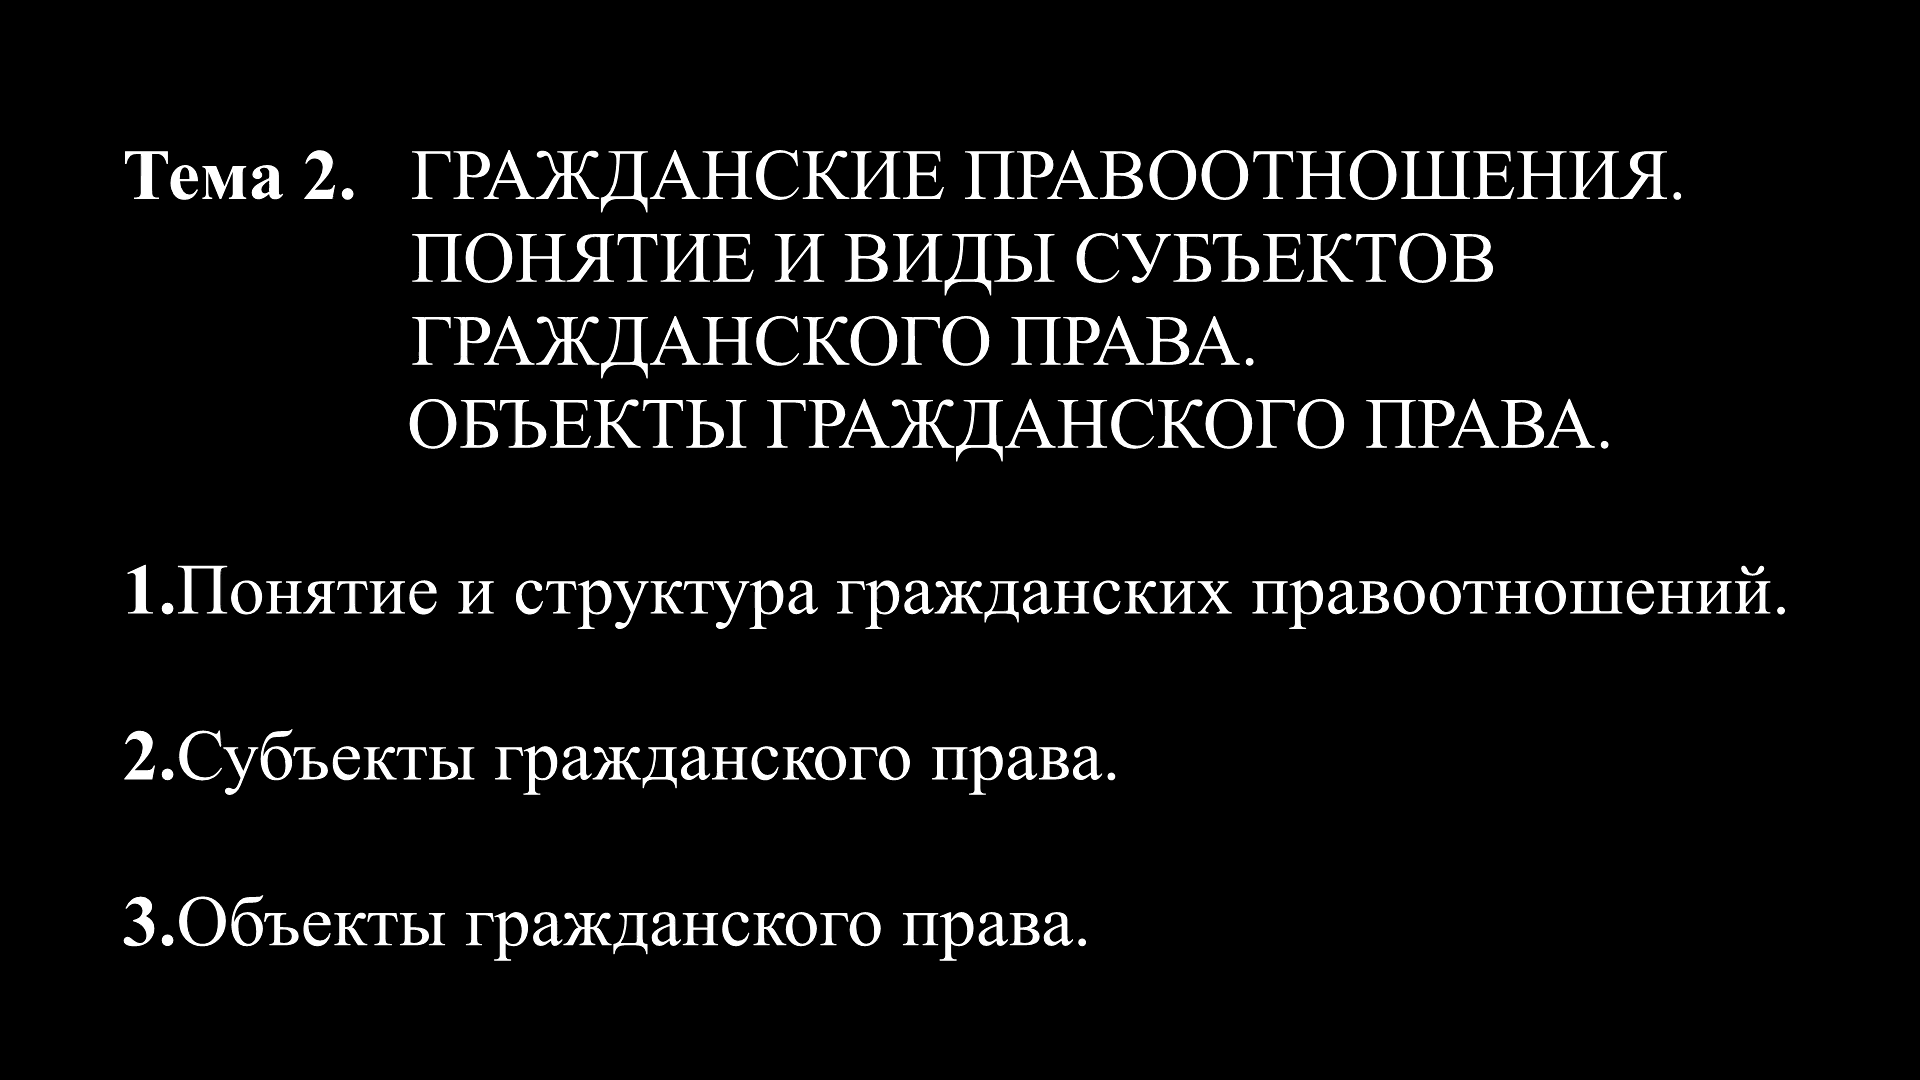 Тема 2. ГРАЖДАНСКИЕ ПРАВООТНОШЕНИЯ.
ПОНЯТИЕ И ВИДЫ СУБЪЕКТОВ
ГРАЖДАНСКОГО ПРАВА.
ОБЪЕКТЫ ГРАЖДАНСКОГО ПРАВА.
1.Понятие и структура гражданских правоотношений.
2.Субъекты гражданского права.
3.Объекты гражданского права.